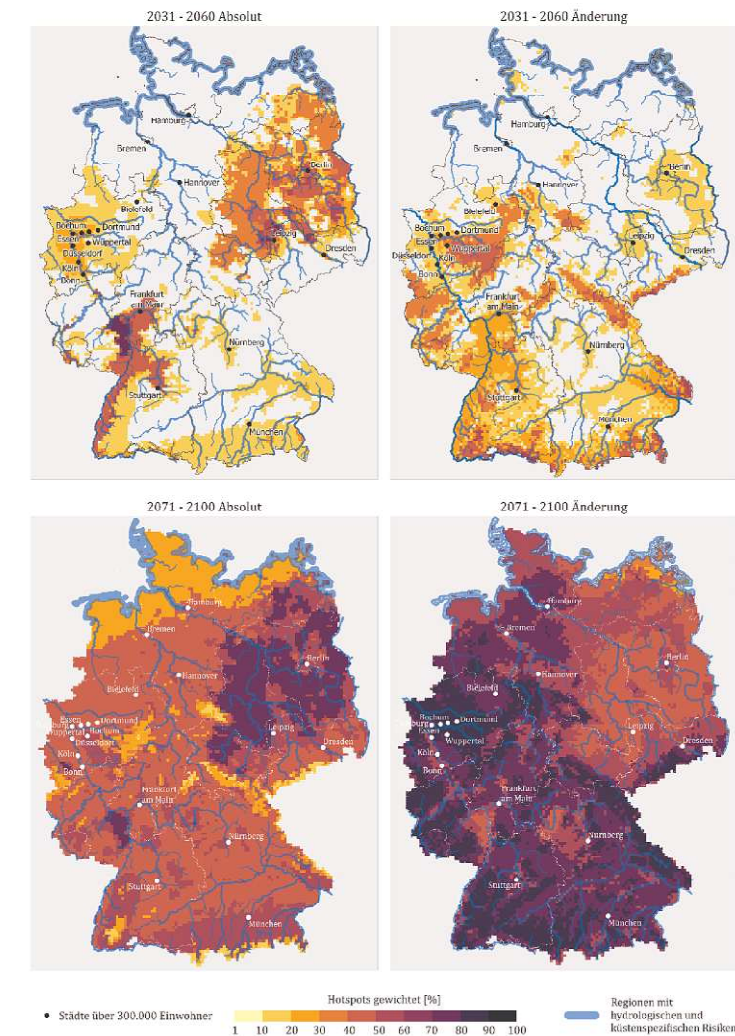 2031 - 2060 Absolut
Hamburg
Bremen
Hannover
Berlin
Bielefeld
Bochum
Dortmund
Essen
Wuppertal
Düsseldorf
Köln
Bonn
Leipzig
Dresden
Frankfurt
am Main
Nürnberg
Stuttgart
München
2031 - 2060 Änderung
Hamburg
Bremen
Hannover
Berlin
Bielefeld
Bochum
Dortmund
Essen
Wuppertal
Düsseldorf
Köln
Bonn
Leipzig
Dresden
Frankfurt
am Main
Nürnberg
Stuttgart
München
2071 - 2100 Absolut
Hamburg
Bremen
Berlin
Hannover
Bielefeld
Essen
Dortmund
Bochum
Düsseldorf
Köln
Bonn
Leipzig
Dresden
Frankfurt
am Main
Nürnberg
Stuttgart
München
2071 - 2100 Änderung
Hamburg
Bremen
Berlin
Hannover
Bielefeld
Bochum
Dortmund
Essen
Wuppertal
Köln
Bonn
Leipzig
Dresden
Frankfurt
am Main
Nürnberg
Stuttgart
München
Städte über 300.000 Einwohner
Hotspots gewichtet [%]
1 10 20 30 40 50 60 70 80 90 100
Regionen mit
hydrologischen und
küstenspezifischen Risiken